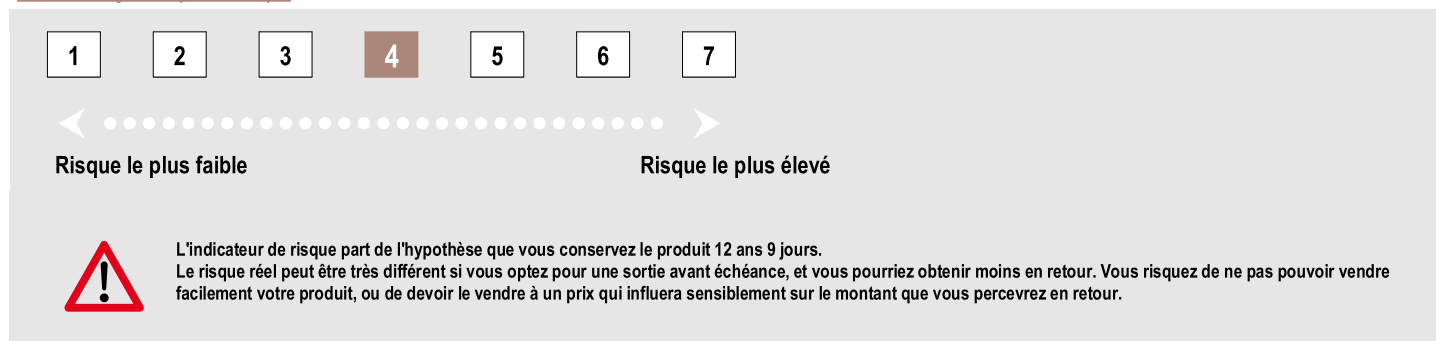 1 2 3 4 5 6 7
Risque le plus faible Risque le plus élevé
L'indicateur de risque part de l'hypothèse que vous conservez le produit 12 ans 9 jours.
Le risque réel peut être très différent si vous optez pour une sortie avant échéance, et vous pourriez obtenir moins en retour. Vous risquez de ne pas pouvoir vendre
facilement votre produit, ou de devoir le vendre à un prix qui influera sensiblement sur le montant que vous percevrez en retour.